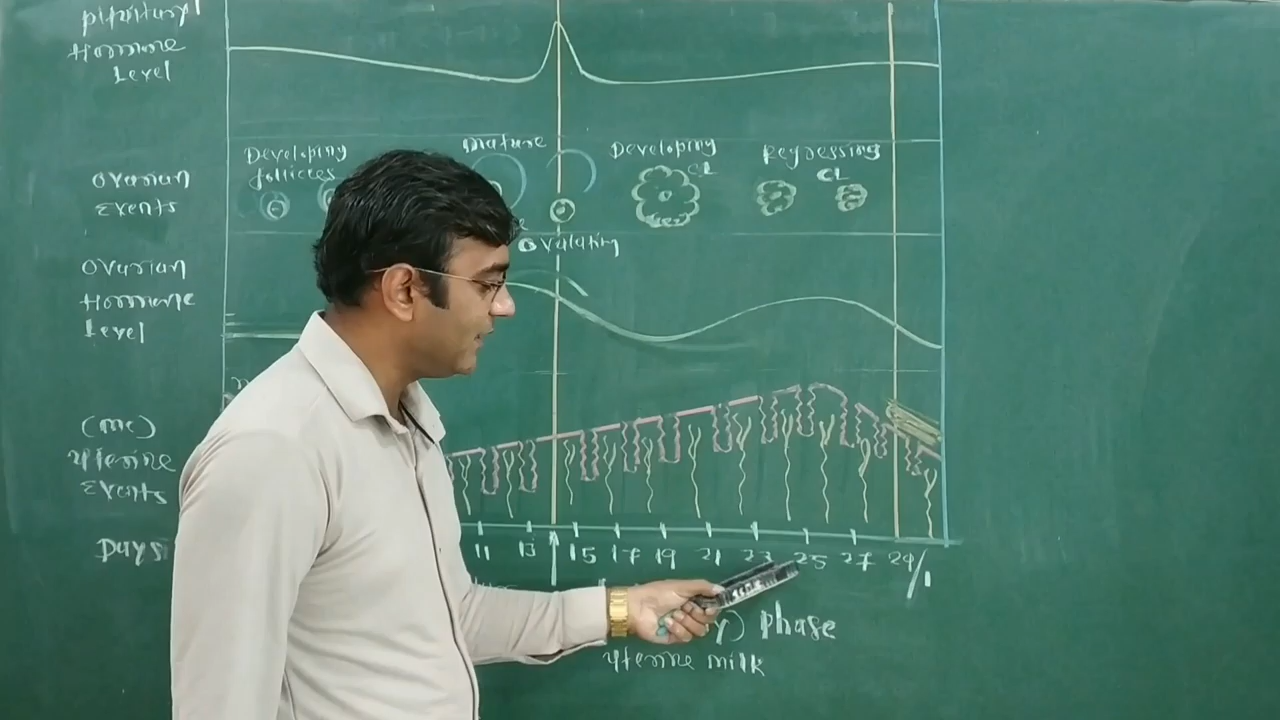 pituitary
Hormone
Level
Ovarian
Events
Developing
follicles
mature
Developing
CL
Regressing
CL
Ovulating
Ovarian
Hormone
Level
(mc)
Uterine
Events
Days
11 13 15 17 19 21 23 25 27 29/1
phase
Uterine milk